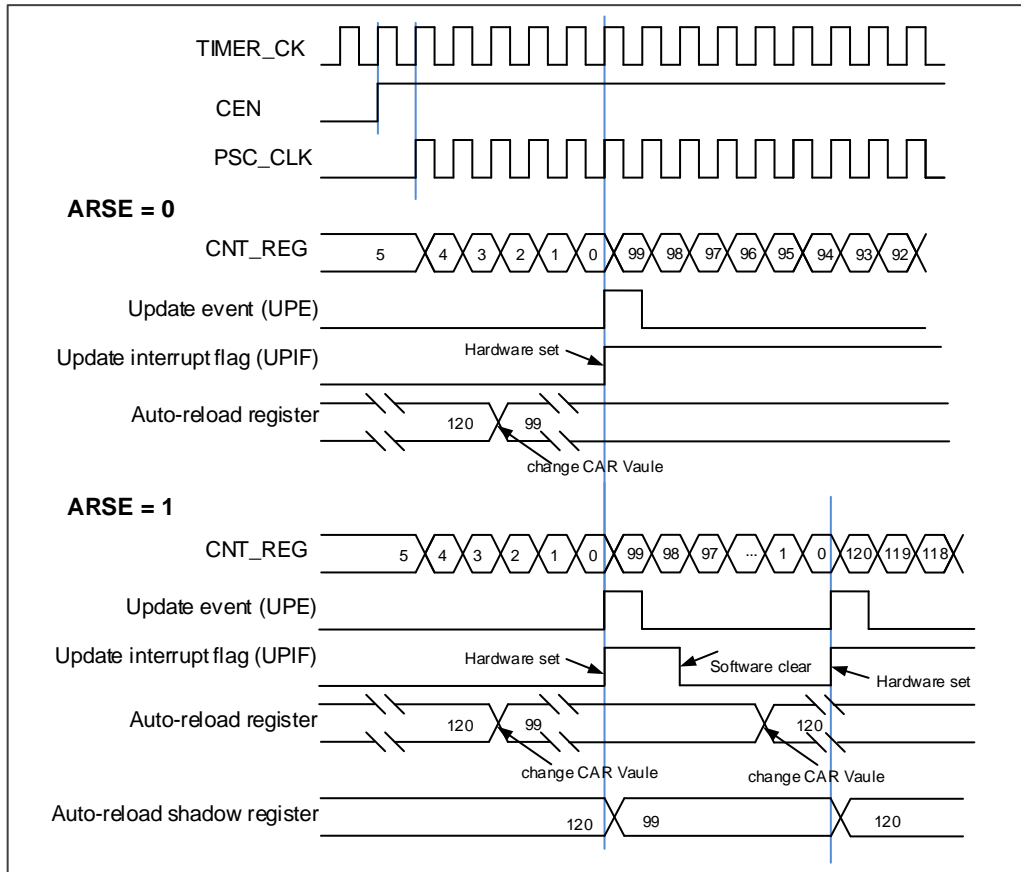 TIMER_CK
CEN
PSC_CLK
ARSE = 0
CNT_REG 5 4 3 2 1 0 99 98 97 96 95 94 93 92
Update event (UPE)
Update interrupt flag (UPIF) Hardware set
Auto-reload register 120 99
change CAR Vaule
ARSE = 1
CNT_REG 5 4 3 2 1 0 99 98 97 ... 1 0 120 119 118
Update event (UPE)
Update interrupt flag (UPIF) Hardware set Software clear Hardware set
Auto-reload register 120 99 120
change CAR Vaule change CAR Vaule
Auto-reload shadow register 120 99 120